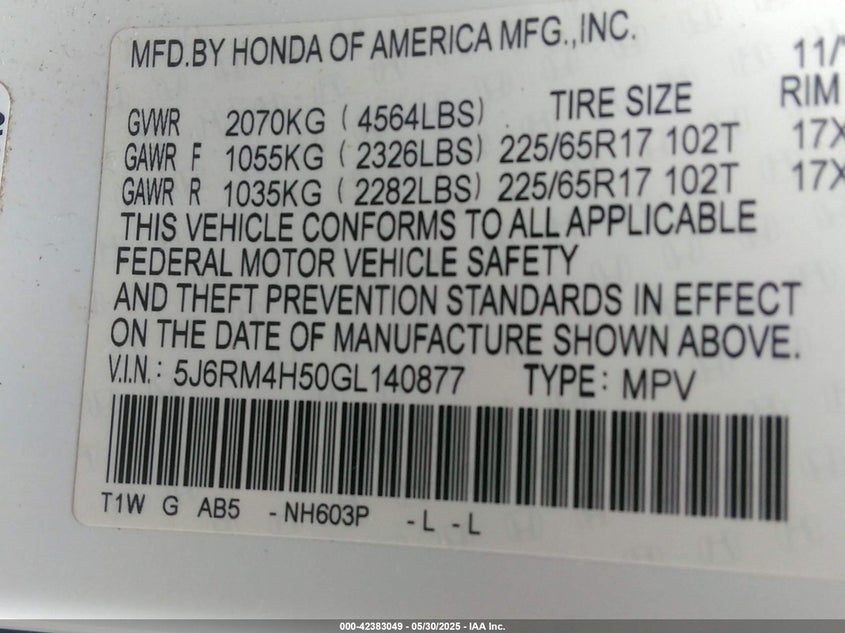 MFD.BY HONDA OF AMERICA MFG.,INC. 11/
GVWR 2070KG (4564LBS) TIRE SIZE RIM
GAWR F 1055KG (2326LBS) 225/65R17 102T 17X
GAWR R 1035KG (2282LBS) 225/65R17 102T 17X
THIS VEHICLE CONFORMS TO ALL APPLICABLE
FEDERAL MOTOR VEHICLE SAFETY
AND THEFT PREVENTION STANDARDS IN EFFECT
ON THE DATE OF MANUFACTURE SHOWN ABOVE.
V.I.N.: 5J6RM4H50GL140877 TYPE: MPV
T1W G AB5 -NH603P -L -L
000-42383049 - 05/30/2025 - IAA Inc.